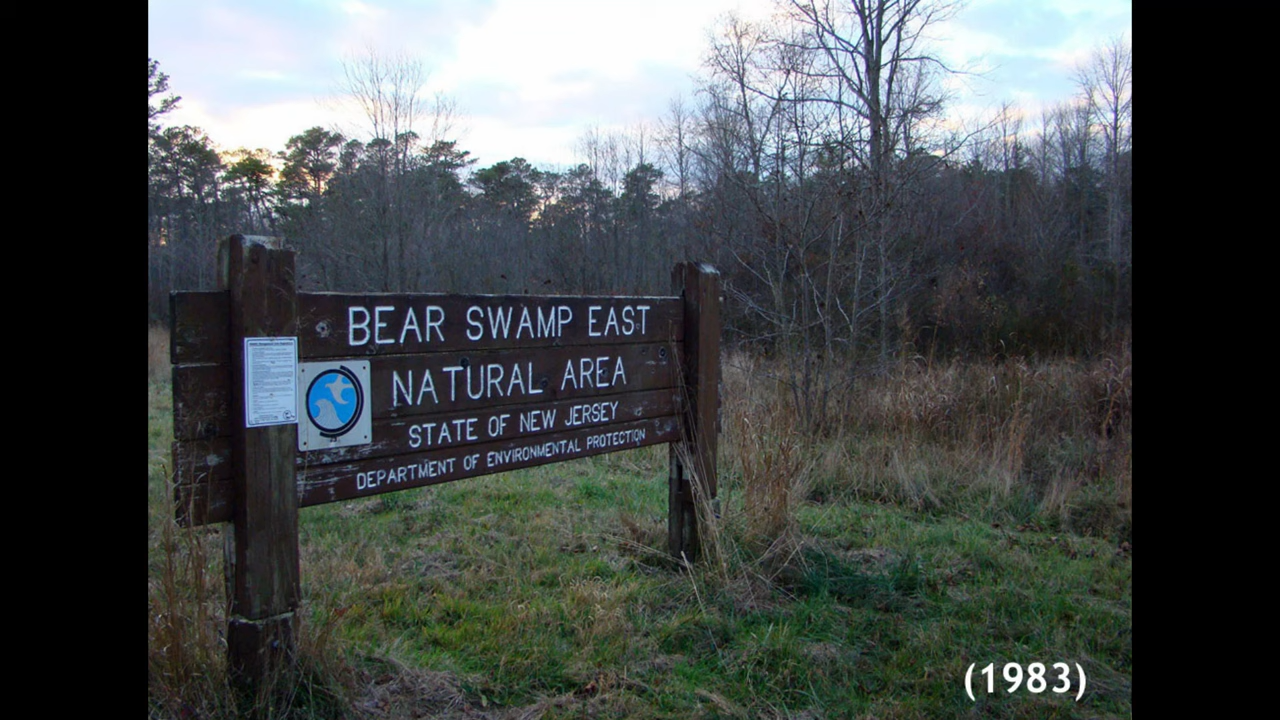 BEAR SWAMP EAST
NATURAL AREA
STATE OF NEW JERSEY
DEPARTMENT OF ENVIRONMENTAL PROTECTION
(1983)